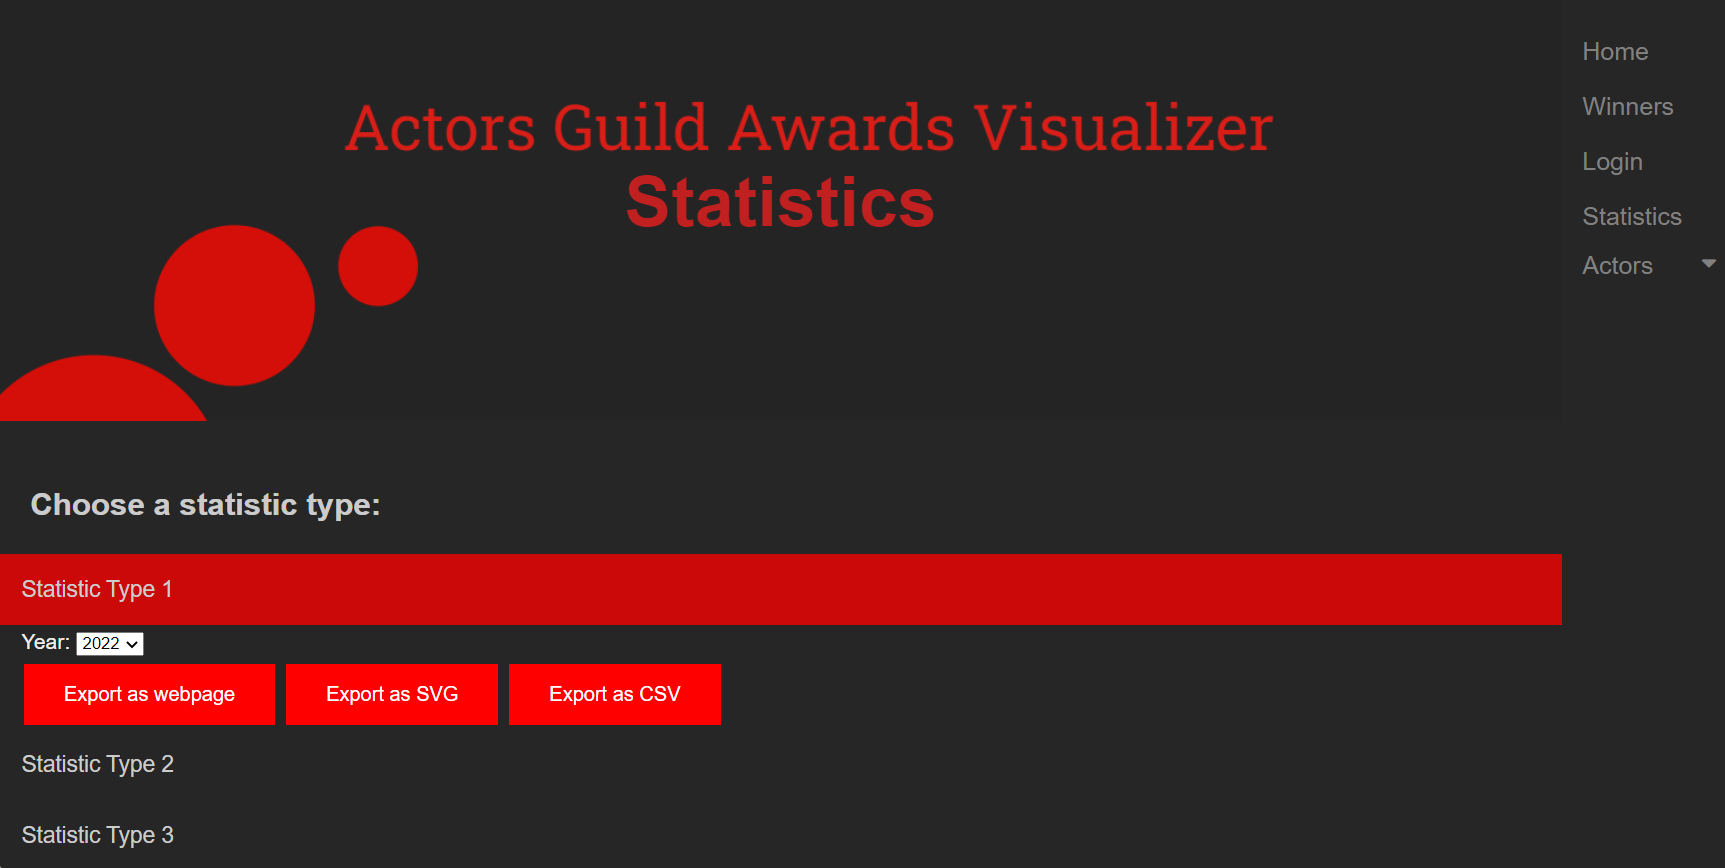 Actors Guild Awards Visualizer
Statistics
Home
Winners
Login
Statistics
Actors
Choose a statistic type:
Statistic Type 1
Year: 2022
Export as webpage Export as SVG Export as CSV
Statistic Type 2
Statistic Type 3